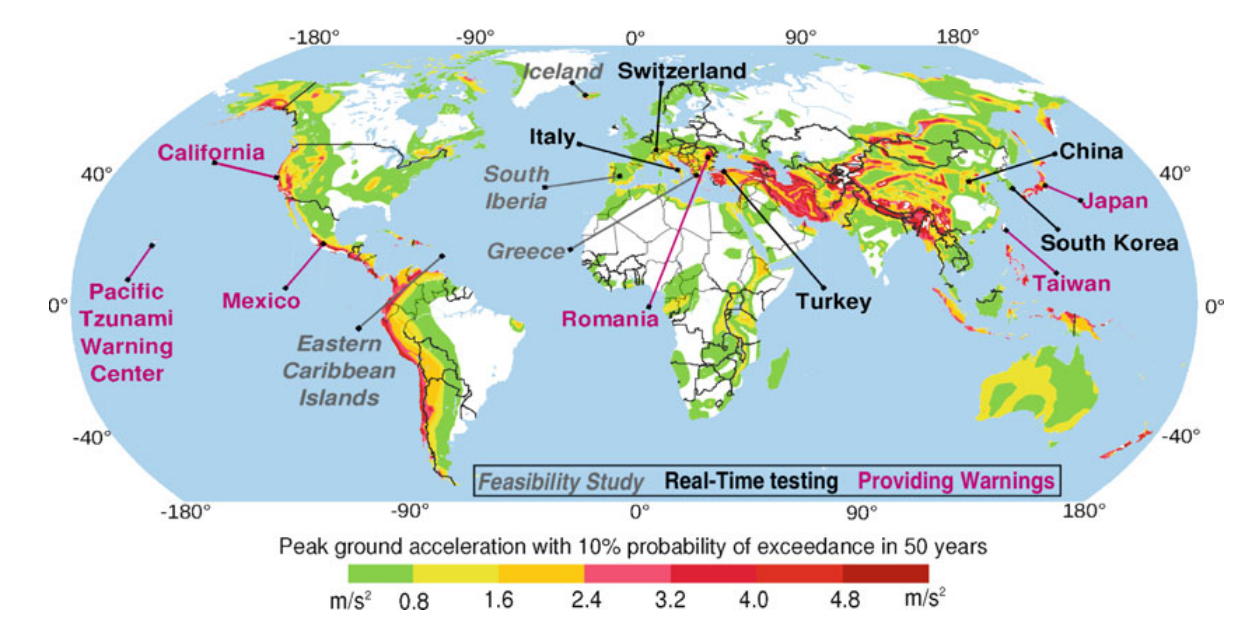 -180° -90° 0° 90° 180°
Iceland Switzerland
Italy
California
China
40° 40°
South
Iberia
Japan
South Korea
Greece
Taiwan
Pacific
Tzunami
Warning
Center
Mexico
Turkey
0° 0°
Romania
Eastern
Caribbean
Islands
-40° -40°
Feasibility Study Real-Time testing Providing Warnings
-180° -90° 0° 90° 180°
Peak ground acceleration with 10% probability of exceedance in 50 years
m/s² 0.8 1.6 2.4 3.2 4.0 4.8 m/s²